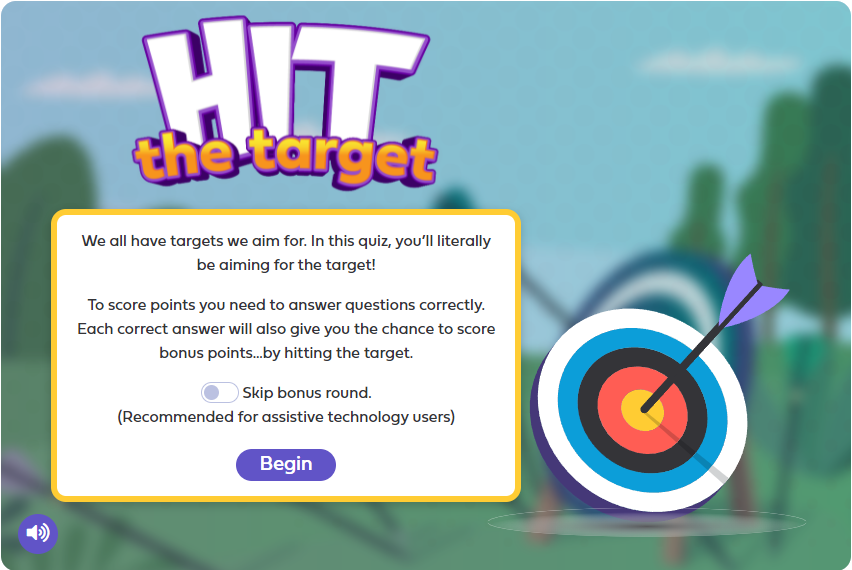 HIT
the target
We all have targets we aim for. In this quiz, you’ll literally
be aiming for the target!
To score points you need to answer questions correctly.
Each correct answer will also give you the chance to score
bonus points...by hitting the target.
Skip bonus round.
(Recommended for assistive technology users)
Begin